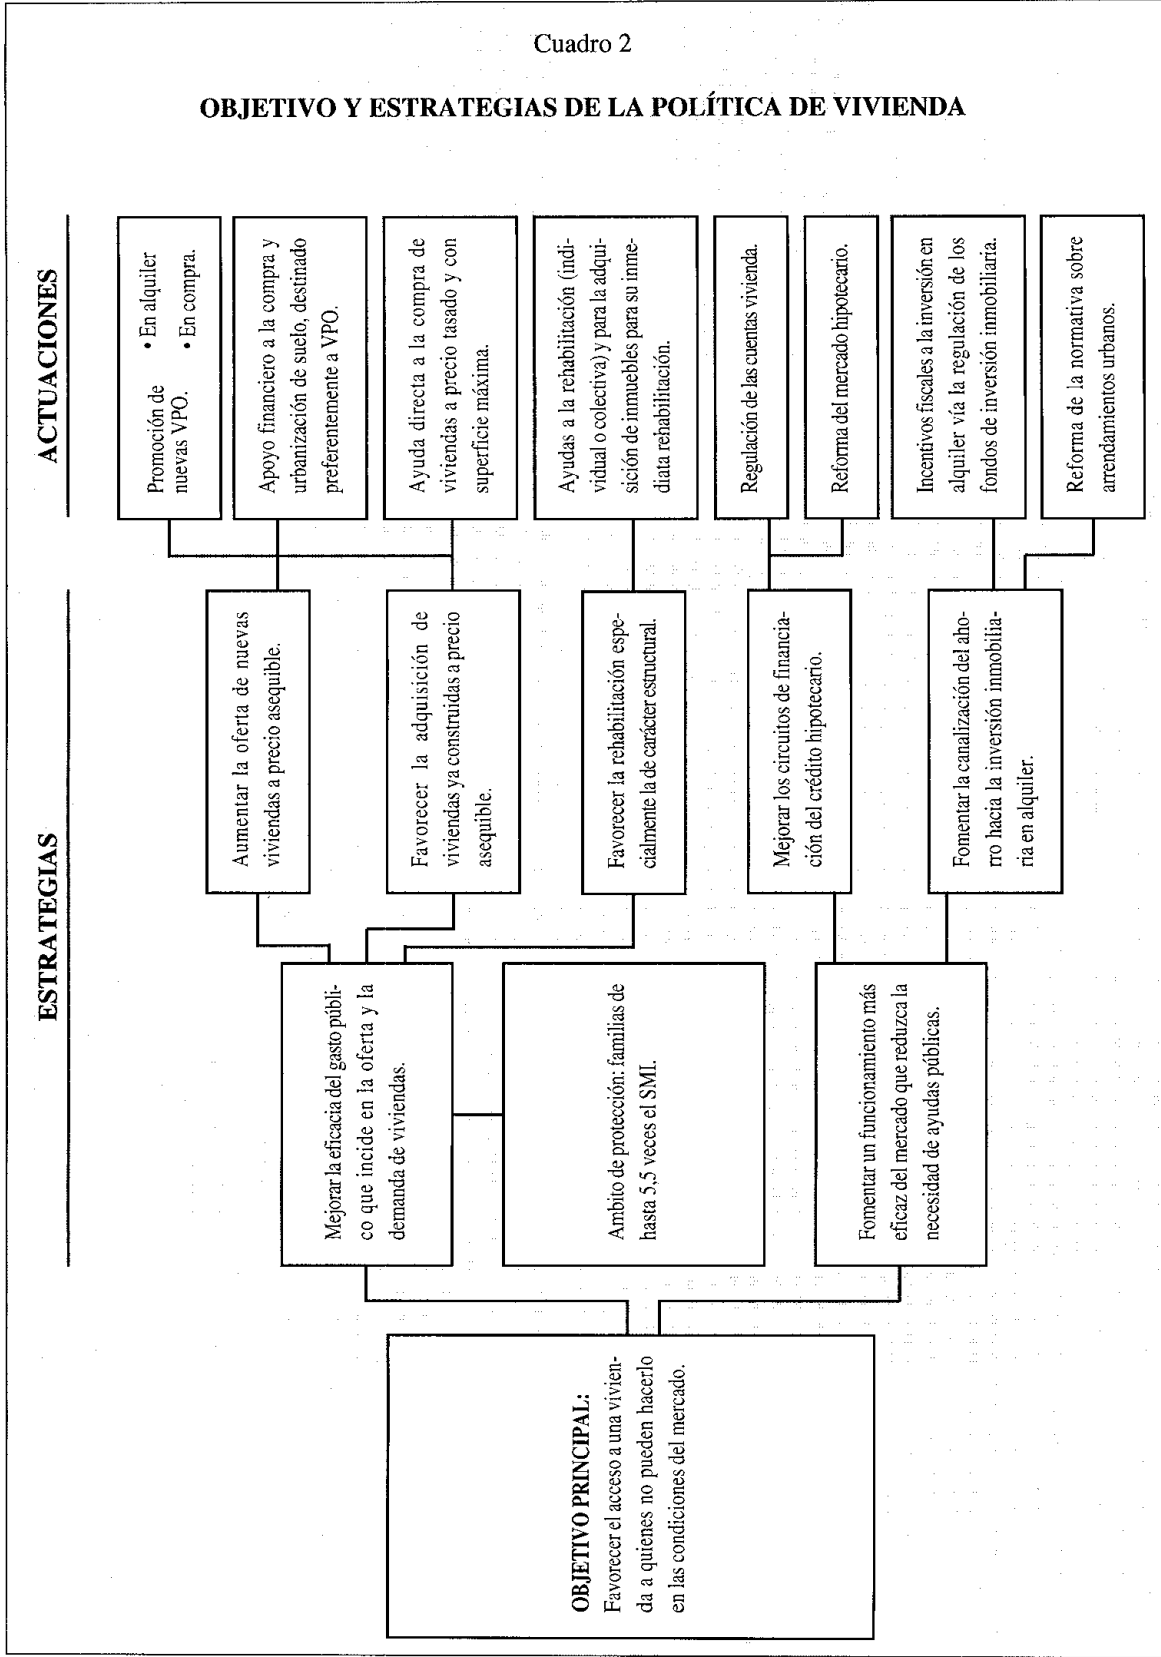 Cuadro 2
OBJETIVO Y ESTRATEGIAS DE LA POLÍTICA DE VIVIENDA
ESTRATEGIAS
ACTUACIONES
OBJETIVO PRINCIPAL:
Favorecer el acceso a una vivien-
da a quienes no pueden hacerlo
en las condiciones del mercado.
Mejorar la eficacia del gasto públi-
co que incide en la oferta y la
demanda de viviendas.
Ambito de protección: familias de
hasta 5,5 veces el SMI.
Fomentar un funcionamiento más
eficaz del mercado que reduzca la
necesidad de ayudas públicas.
Aumentar la oferta de nuevas
viviendas a precio asequible.
Favorecer la adquisición de
viviendas ya construidas a precio
asequible.
Favorecer la rehabilitación espe-
cialmente la de carácter estructural.
Mejorar los circuitos de financia-
ción del crédito hipotecario.
Fomentar la canalización del aho-
rro hacia la inversión inmobilia-
ria en alquiler.
Promoción de • En alquiler
nuevas VPO. • En compra.
Apoyo financiero a la compra y
urbanización de suelo, destinado
preferentemente a VPO.
Ayuda directa a la compra de
viviendas a precio tasado y con
superficie máxima.
Ayudas a la rehabilitación (indi-
vidual o colectiva) y para la adqui-
sición de inmuebles para su inme-
diata rehabilitación.
Regulación de las cuentas vivienda.
Reforma del mercado hipotecario.
Incentivos fiscales a la inversión en
alquiler vía la regulación de los
fondos de inversión inmobiliaria.
Reforma de la normativa sobre
arrendamientos urbanos.